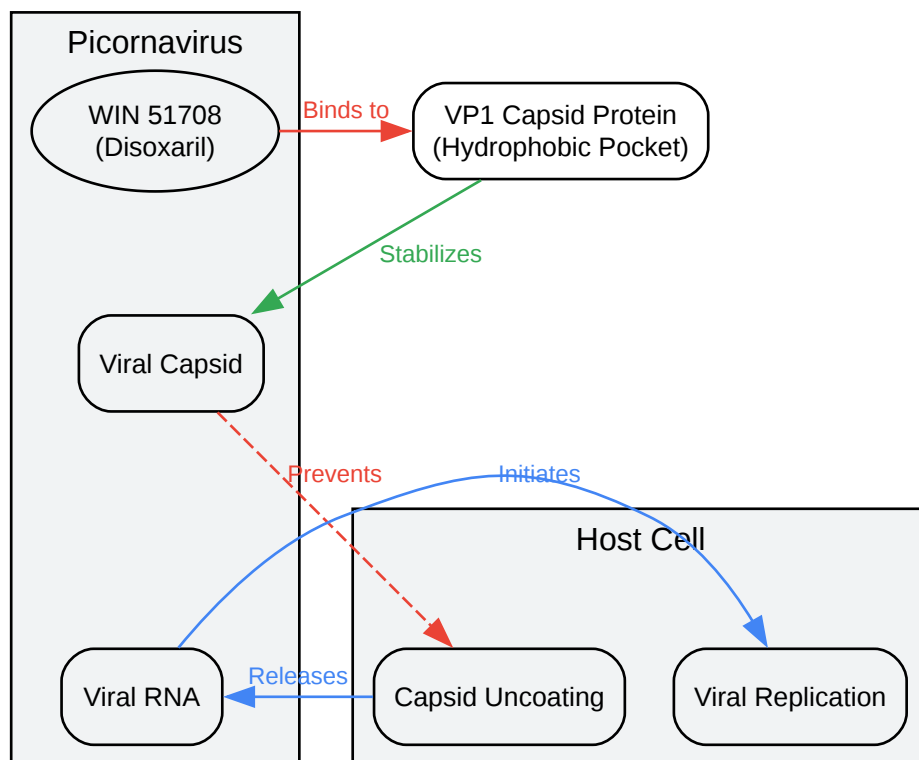 Picornavirus
WIN 51708
(Disoxaril)
Binds to
VP1 Capsid Protein
(Hydrophobic Pocket)
Stabilizes
Viral Capsid
Prevents
Initiates
Host Cell
Viral RNA
Releases
Capsid Uncoating
Viral Replication